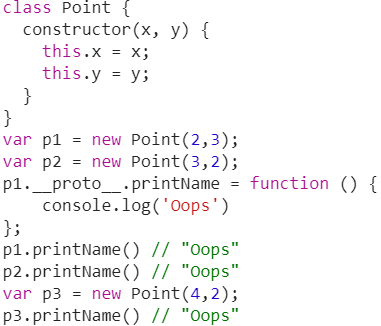 class Point {
  constructor(x, y) {
    this.x = x;
    this.y = y;
  }
}
var p1 = new Point(2,3);
var p2 = new Point(3,2);
p1.__proto__.printName = function () {
    console.log('Oops')
};
p1.printName() // "Oops"
p2.printName() // "Oops"
var p3 = new Point(4,2);
p3.printName() // "Oops"